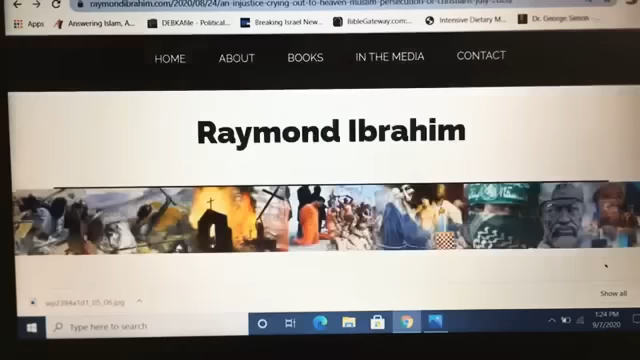 raymondibrahim.com/2020/08/24/an-injustice-crying-out-to-heaven-muslim-persecution-of-christians-july-2020/
Apps Answering Islam, A... DEBKAfile - Political... Breaking Israel New... BibleGateway.com:... Intensive Dietary M... Dr. George Simon
HOME ABOUT BOOKS IN THE MEDIA CONTACT
Raymond Ibrahim
Show all
Type here to search
1:24 PM
9/7/2020